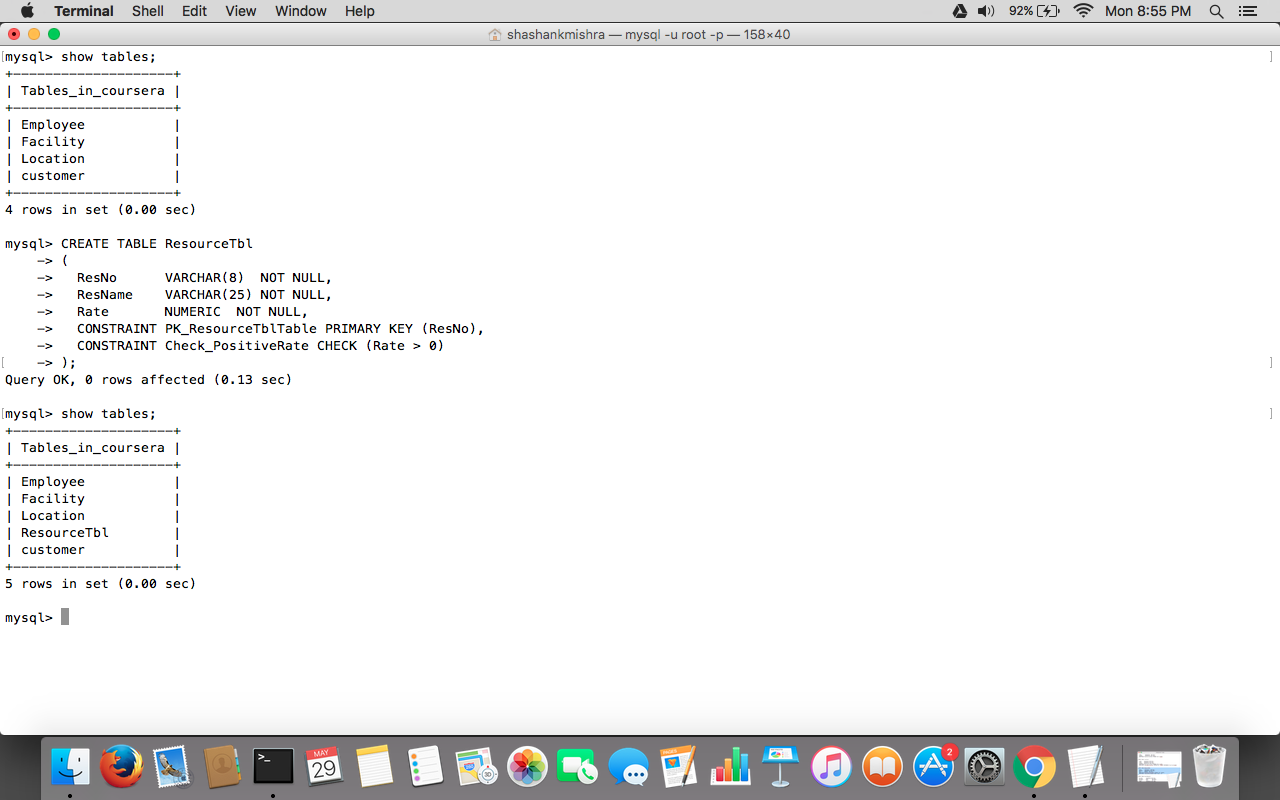 Terminal Shell Edit View Window Help 92% Mon 8:55 PM
shashankmishra — mysql -u root -p — 158×40
mysql> show tables;
+--------------------+
| Tables_in_coursera |
+--------------------+
| Employee           |
| Facility           |
| Location           |
| customer           |
+--------------------+
4 rows in set (0.00 sec)
mysql> CREATE TABLE ResourceTbl
    -> (
    ->   ResNo      VARCHAR(8)  NOT NULL,
    ->   ResName    VARCHAR(25) NOT NULL,
    ->   Rate       NUMERIC  NOT NULL,
    ->   CONSTRAINT PK_ResourceTblTable PRIMARY KEY (ResNo),
    ->   CONSTRAINT Check_PositiveRate CHECK (Rate > 0)
    -> );
Query OK, 0 rows affected (0.13 sec)
mysql> show tables;
+--------------------+
| Tables_in_coursera |
+--------------------+
| Employee           |
| Facility           |
| Location           |
| ResourceTbl        |
| customer           |
+--------------------+
5 rows in set (0.00 sec)
mysql>
>_
MAY
29
PAGES
2